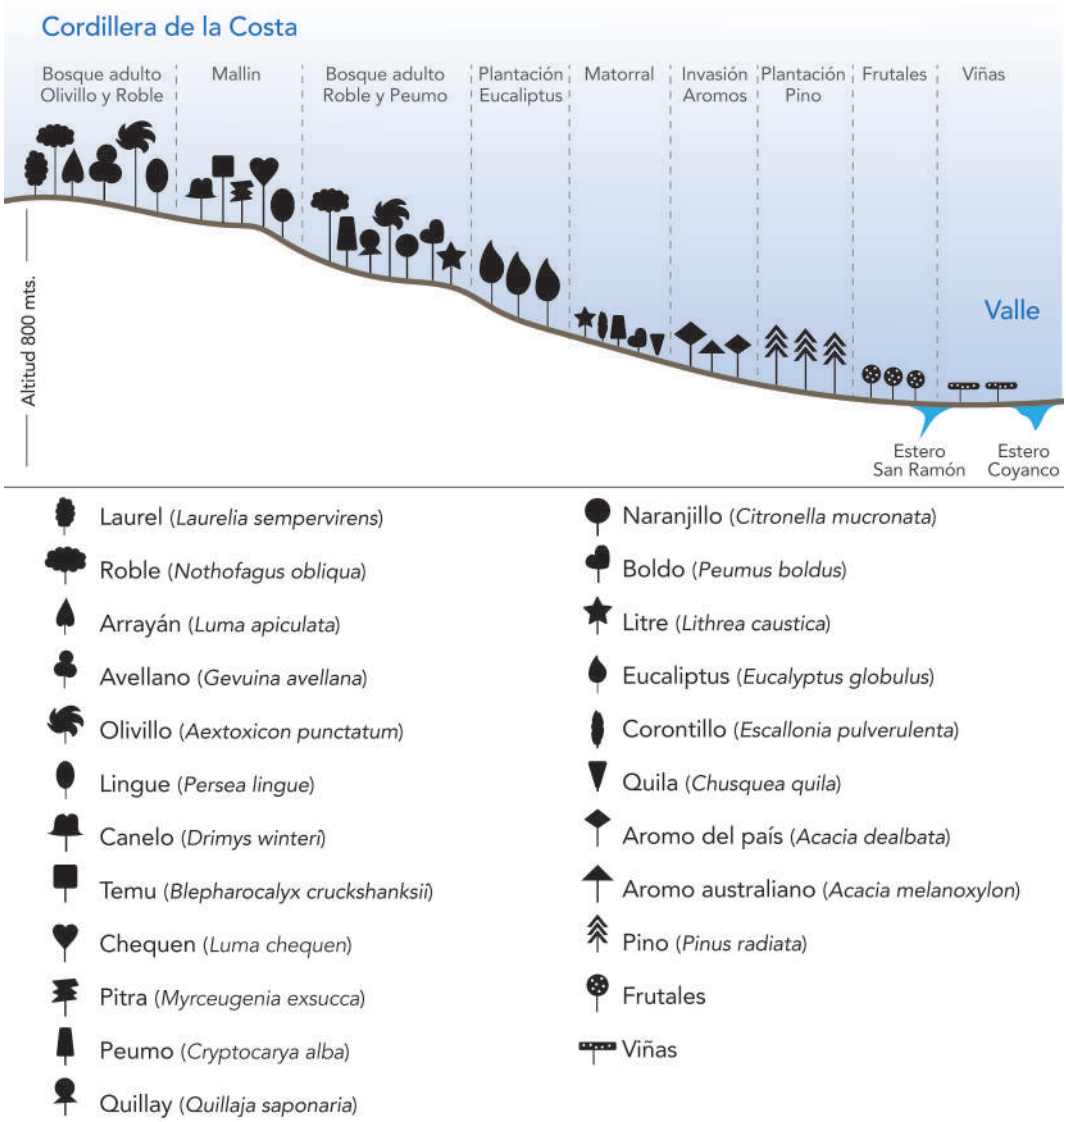 Cordillera de la Costa
Bosque adulto
Olivillo y Roble
Mallin
Bosque adulto
Roble y Peumo
Plantación
Eucaliptus
Matorral
Invasión
Aromos
Plantación
Pino
Frutales
Viñas
Altitud 800 mts.
Valle
Estero
San Ramón
Estero
Coyanco
Laurel (Laurelia sempervirens)
Roble (Nothofagus obliqua)
Arrayán (Luma apiculata)
Avellano (Gevuina avellana)
Olivillo (Aextoxicon punctatum)
Lingue (Persea lingue)
Canelo (Drimys winteri)
Temu (Blepharocalyx cruckshanksii)
Chequen (Luma chequen)
Pitra (Myrceugenia exsucca)
Peumo (Cryptocarya alba)
Quillay (Quillaja saponaria)
Naranjillo (Citronella mucronata)
Boldo (Peumus boldus)
Litre (Lithrea caustica)
Eucaliptus (Eucalyptus globulus)
Corontillo (Escallonia pulverulenta)
Quila (Chusquea quila)
Aromo del país (Acacia dealbata)
Aromo australiano (Acacia melanoxylon)
Pino (Pinus radiata)
Frutales
Viñas